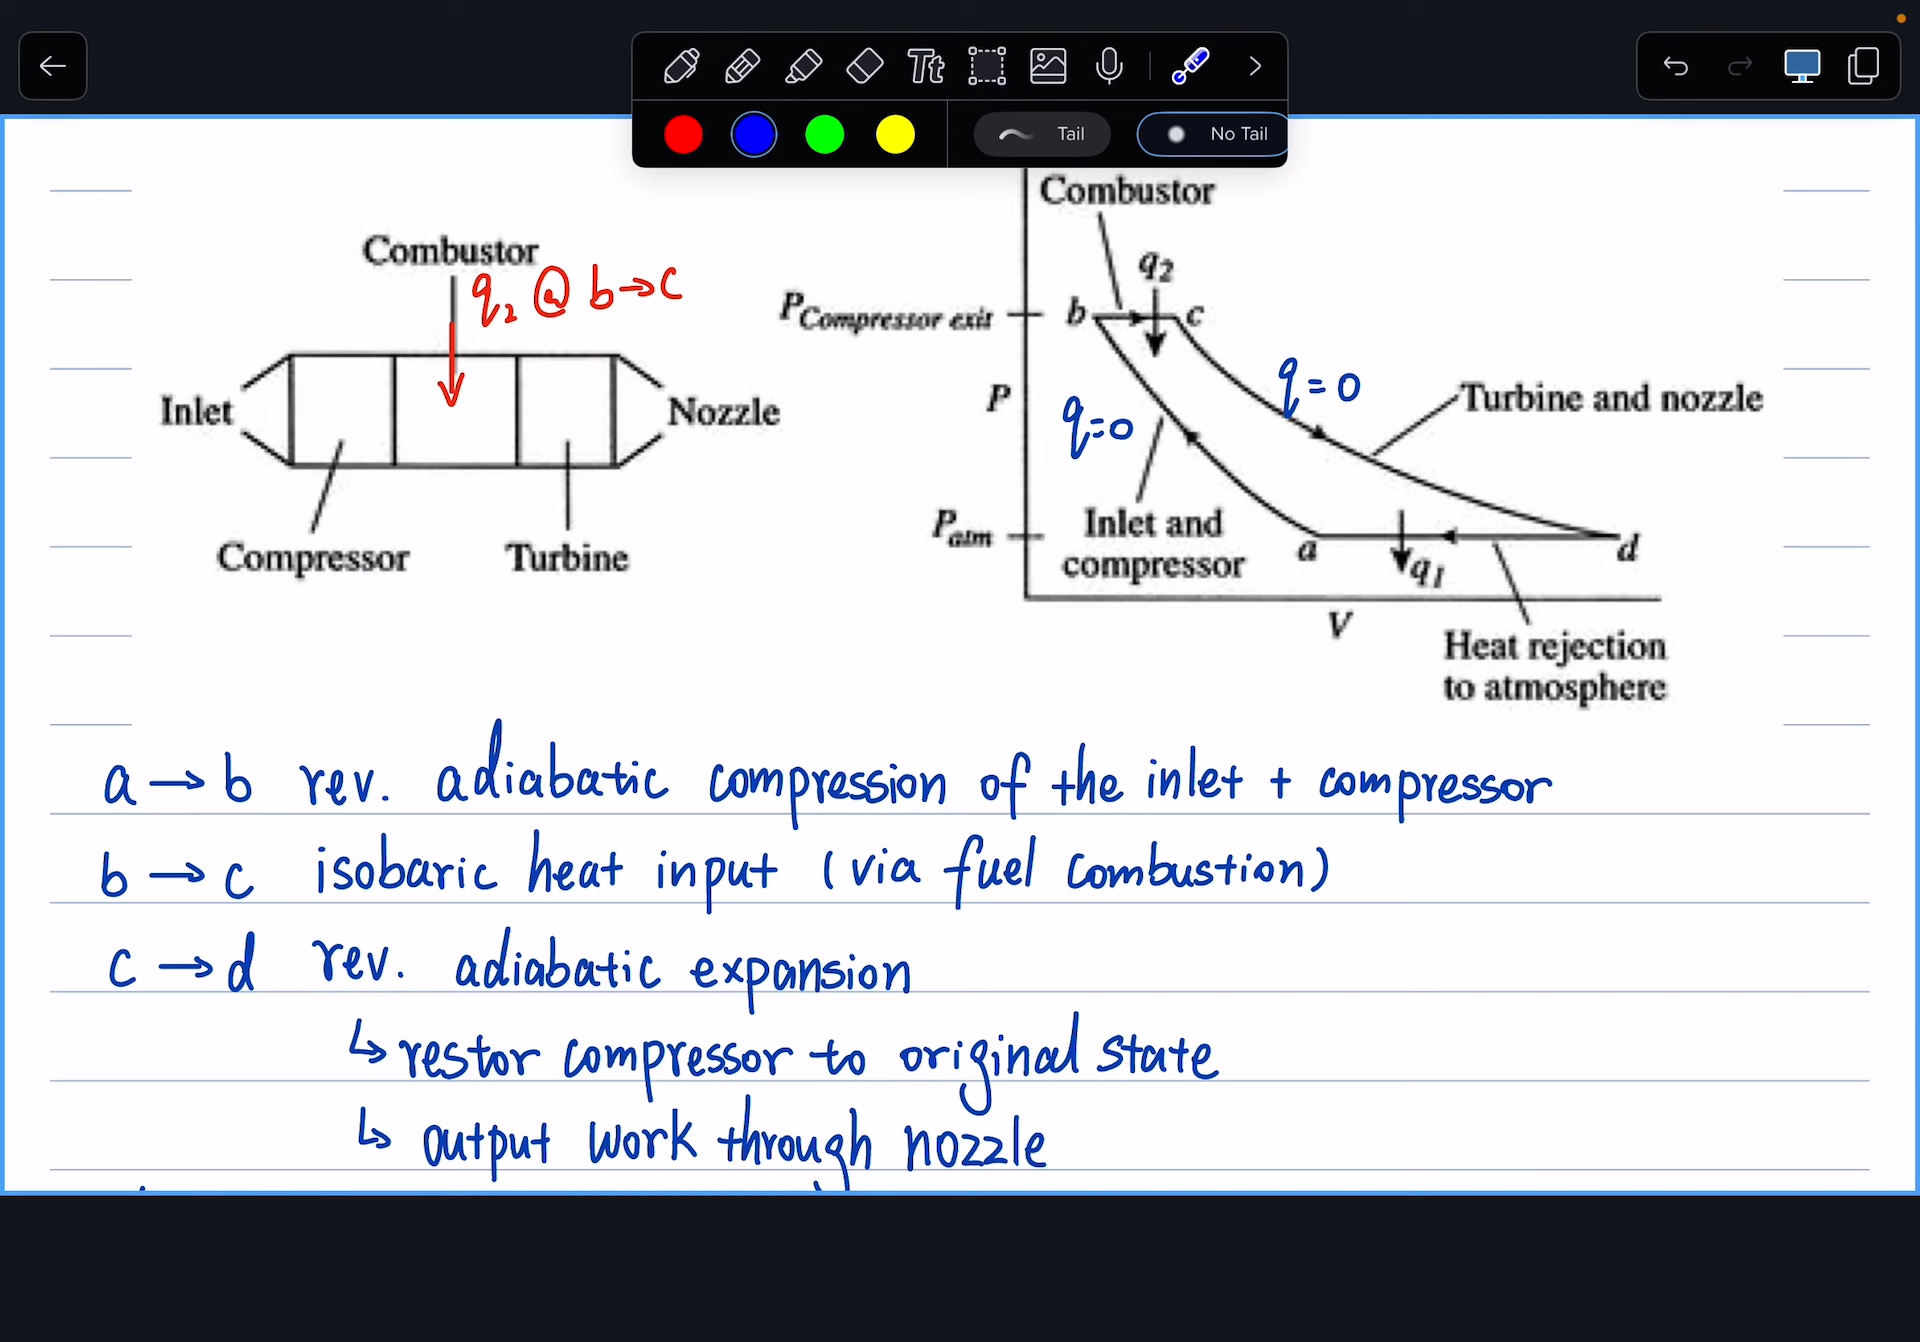 Tt
Tail
No Tail
Combustor
q₂ @ b→c
Inlet
Nozzle
Compressor
Turbine
Combustor
q2
PCompressor exit
b
c
q=0
P
q=0
Turbine and nozzle
Patm
Inlet and
compressor
a
q1
d
V
Heat rejection
to atmosphere
a → b rev. adiabatic compression of the inlet + compressor
b → c isobaric heat input (via fuel combustion)
c → d rev. adiabatic expansion
↳ restor compressor to original state
↳ output work through nozzle